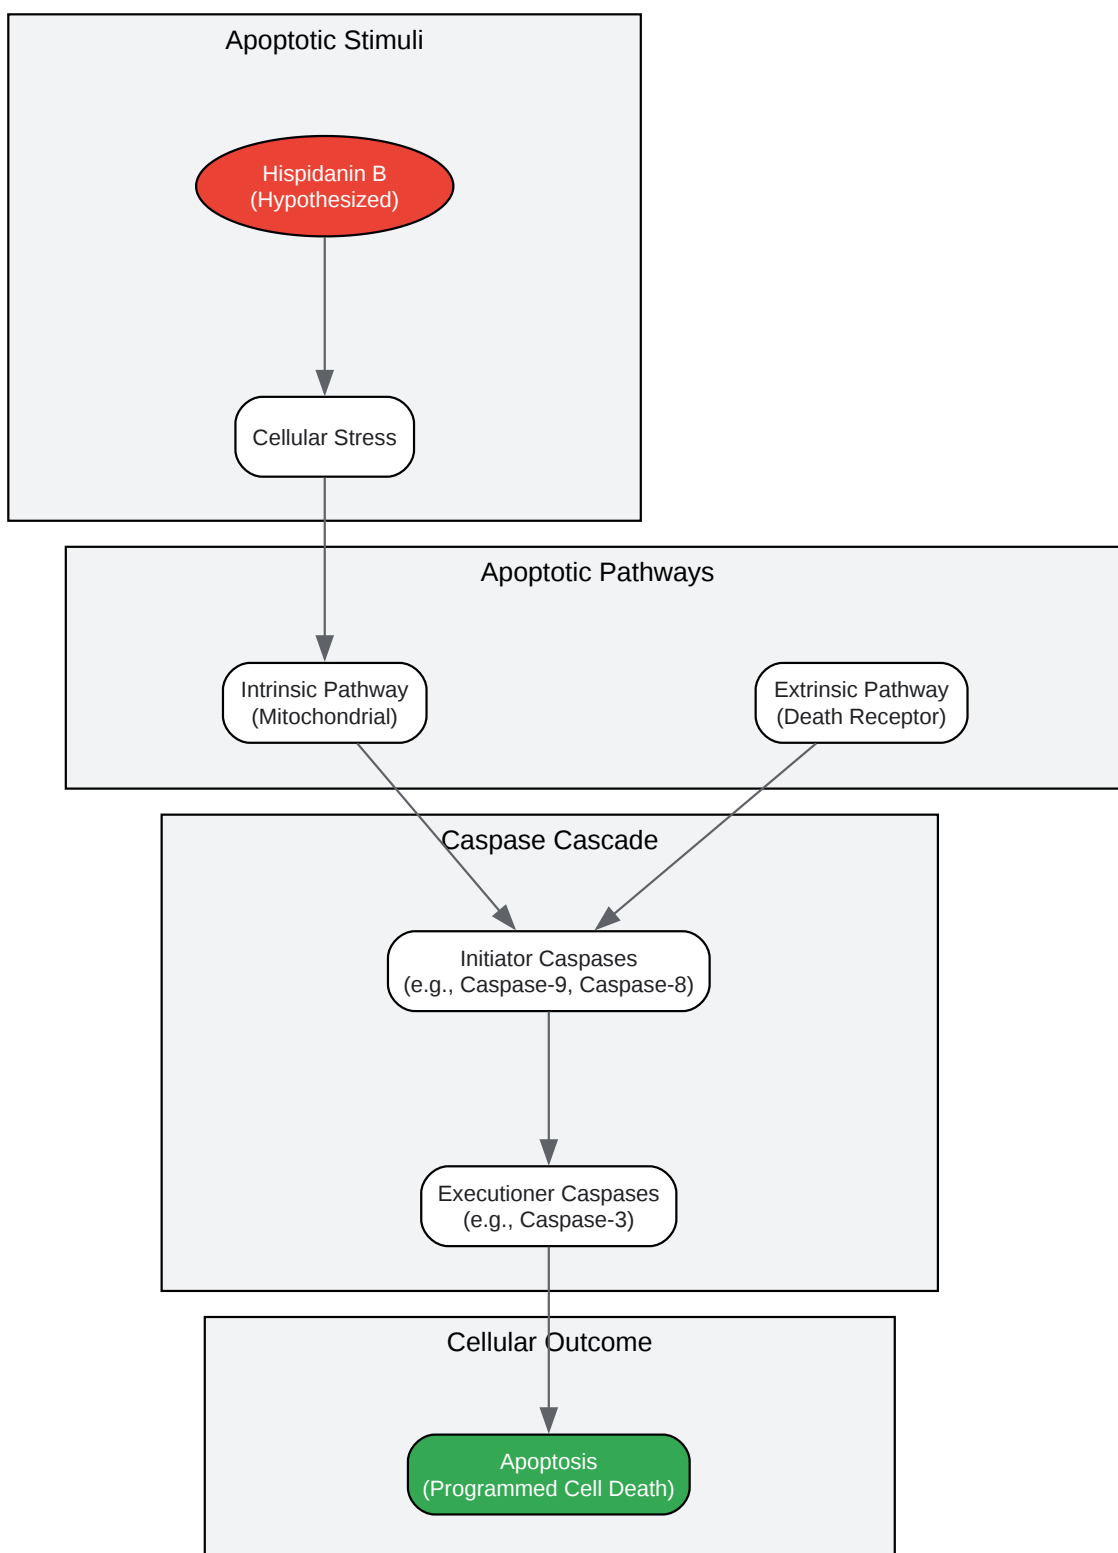 Apoptotic Stimuli
Hispidanin B
(Hypothesized)
Cellular Stress
Apoptotic Pathways
Intrinsic Pathway
(Mitochondrial)
Extrinsic Pathway
(Death Receptor)
Caspase Cascade
Initiator Caspases
(e.g., Caspase-9, Caspase-8)
Executioner Caspases
(e.g., Caspase-3)
Cellular Outcome
Apoptosis
(Programmed Cell Death)